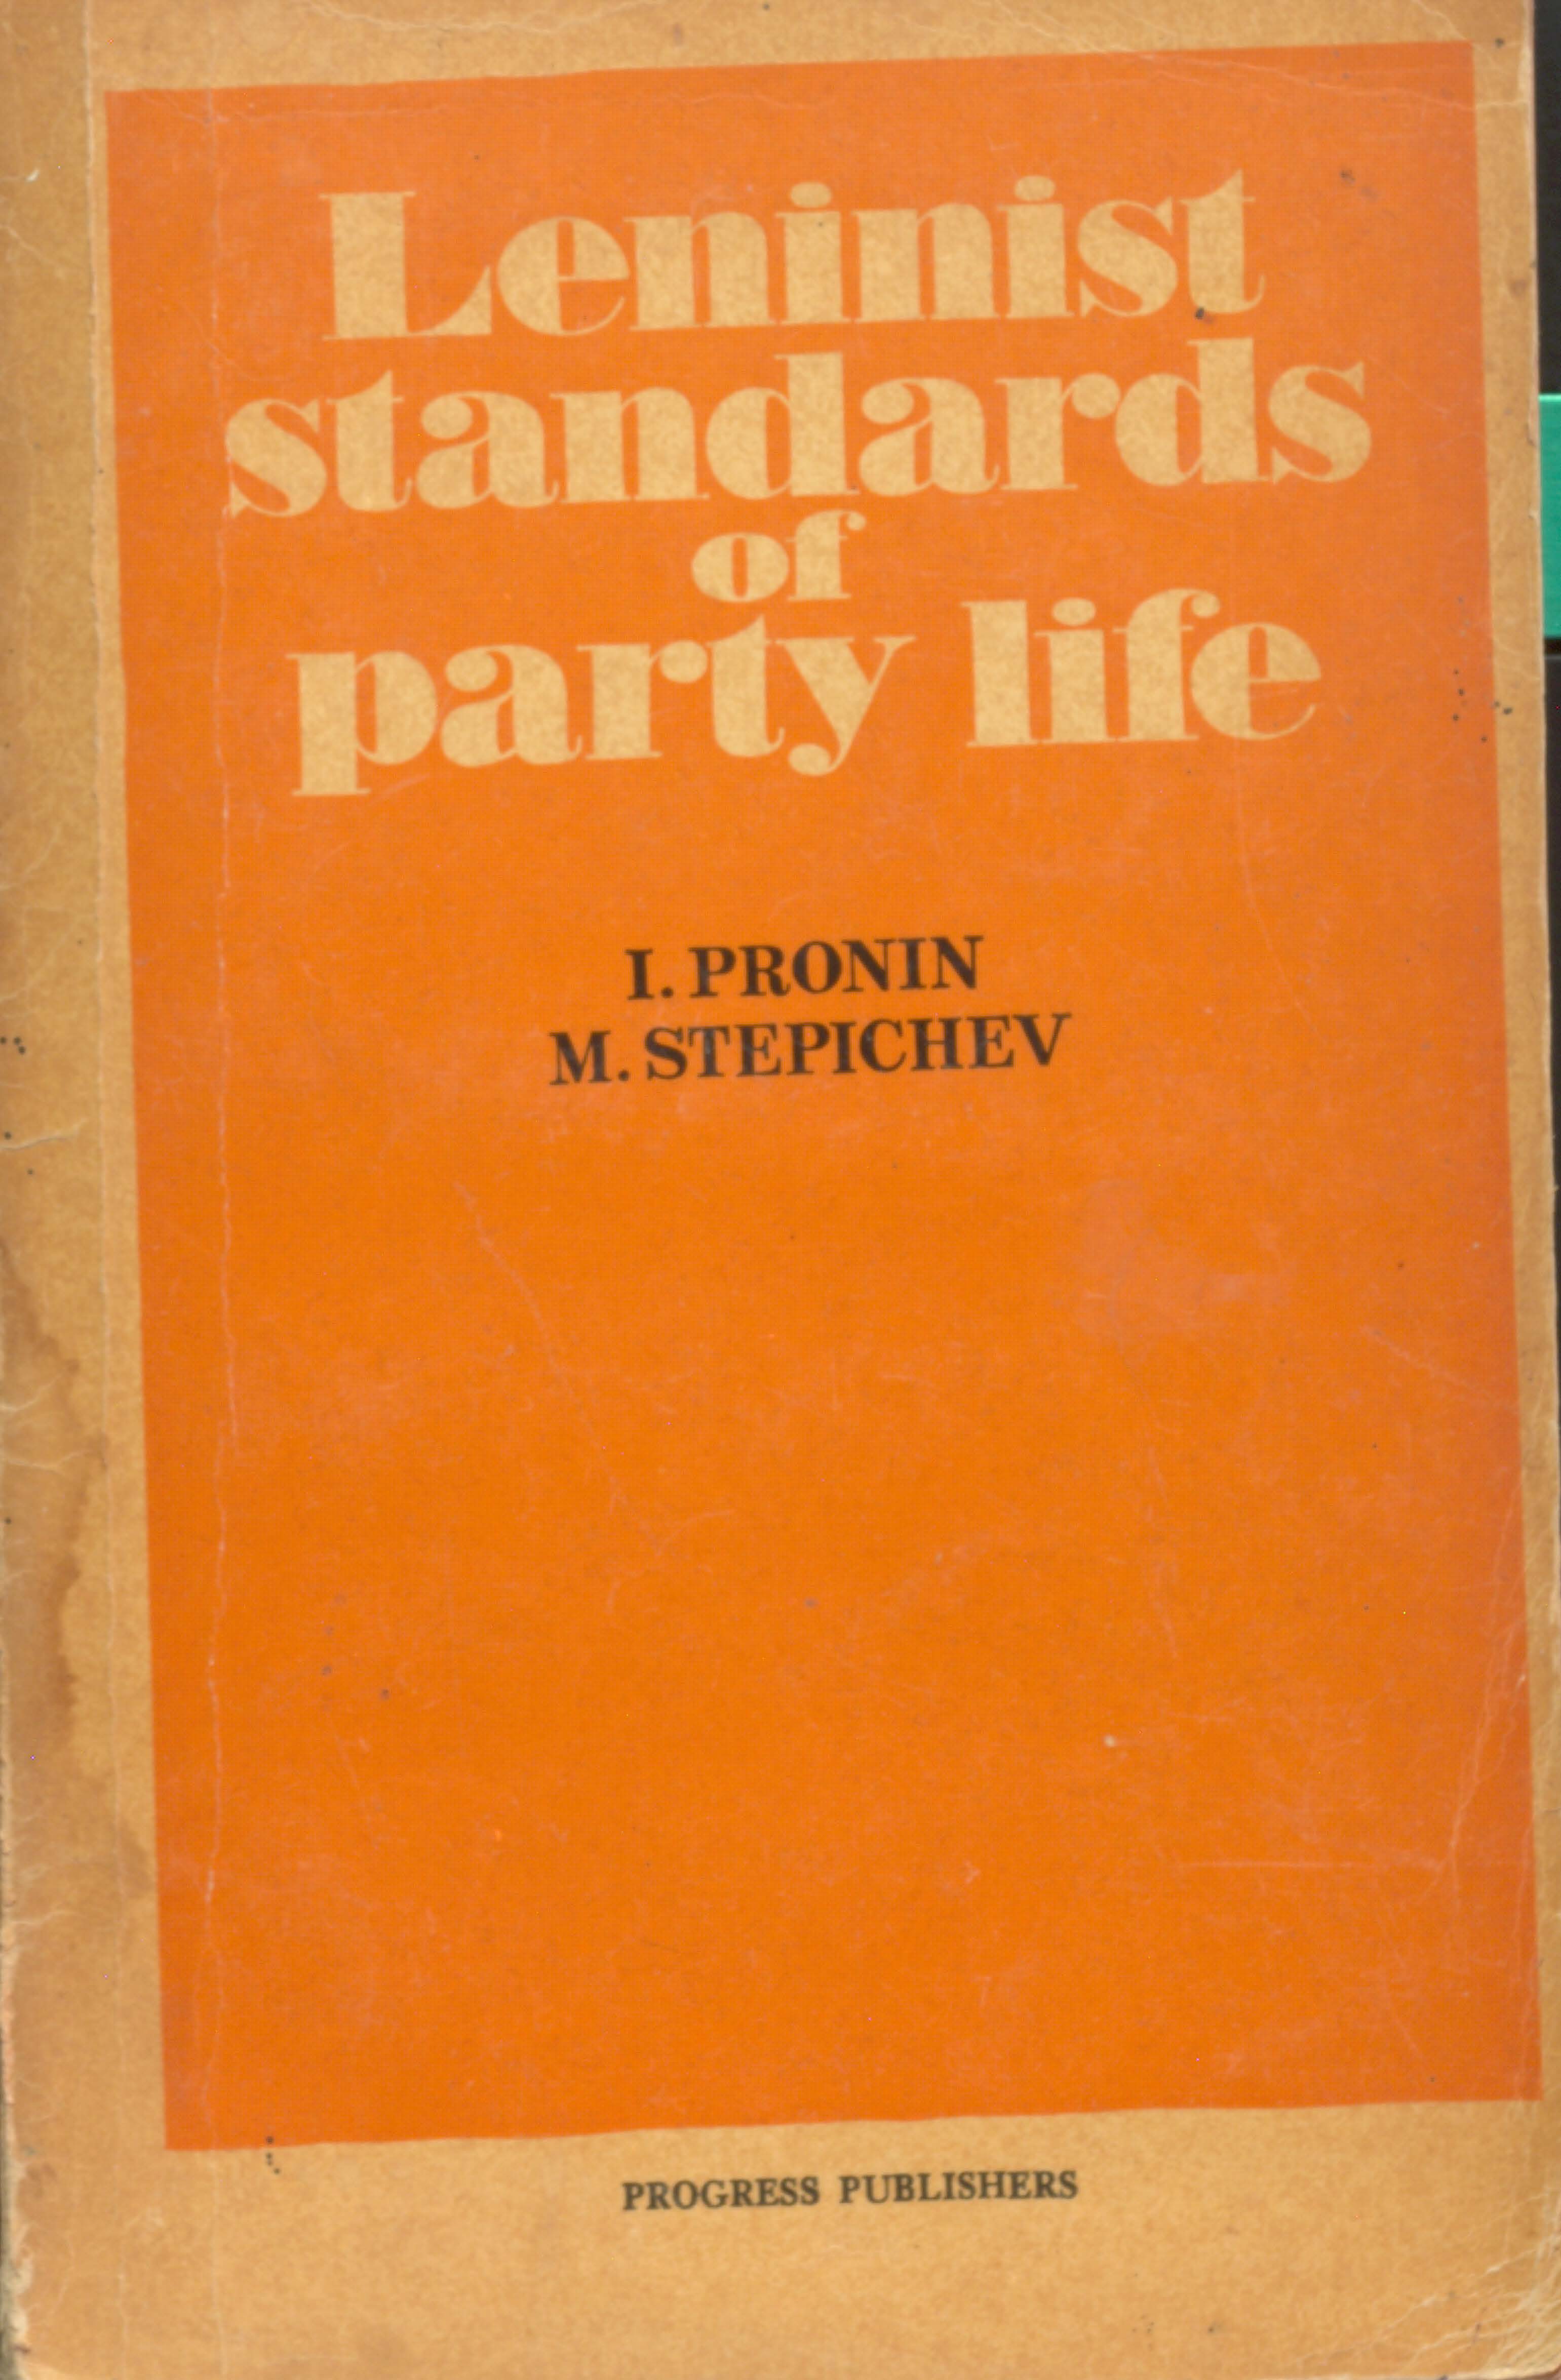 Leninist
standards
of
party life
I. PRONIN
M. STEPICHEV
PROGRESS PUBLISHERS